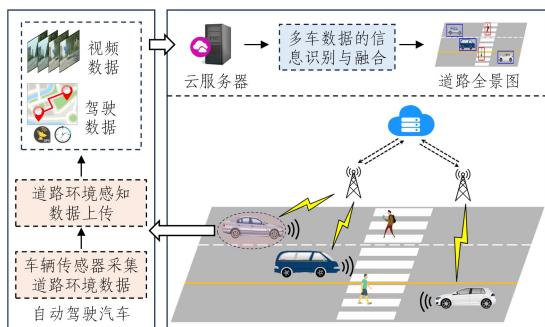 视频
数据
驾驶
数据
道路环境感知
数据上传
车辆传感器采集
道路环境数据
自动驾驶汽车
云服务器
多车数据的信
息识别与融合
道路全景图